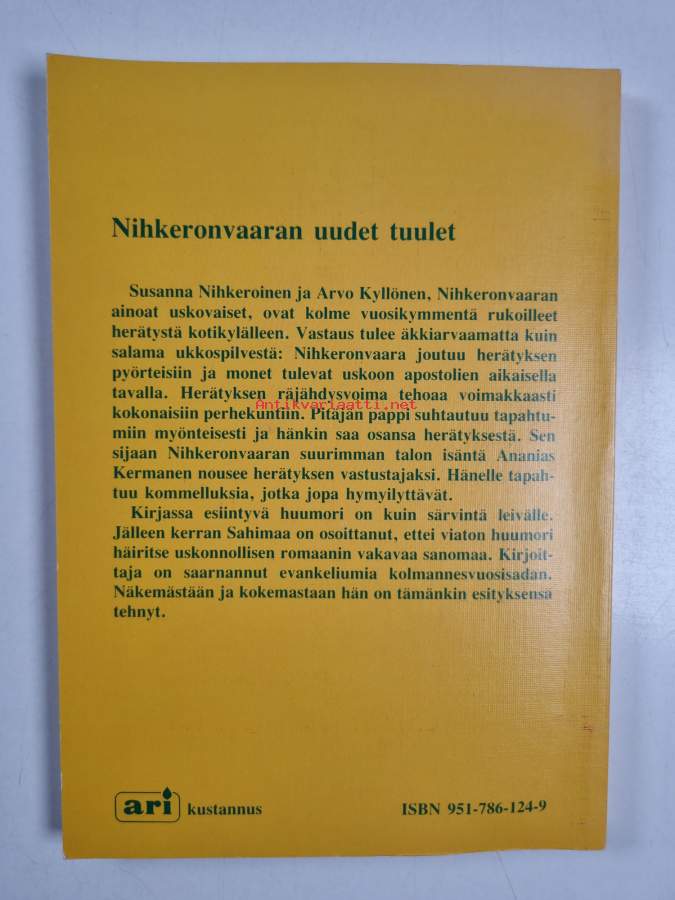 Nihkeronvaaran uudet tuulet
Susanna Nihkeroinen ja Arvo Kyllönen, Nihkeronvaaran
ainoat uskovaiset, ovat kolme vuosikymmentä rukoilleet
herätystä kotikylälleen. Vastaus tulee äkkiarvaamatta kuin
salama ukkospilvestä: Nihkeronvaara joutuu herätyksen
pyörteisiin ja monet tulevat uskoon apostolien aikaisella
tavalla. Herätyksen räjähdysvoima tehoaa voimakkaasti
Antikvariaatti.net
kokonaisiin perhekuntiin. Pitäjän pappi suhtautuu tapahtu-
miin myönteisesti ja hänkin saa osansa herätyksestä. Sen
sijaan Nihkeronvaaran suurimman talon isäntä Ananias
Kermanen nousee herätyksen vastustajaksi. Hänelle tapah-
tuu kommelluksia, jotka jopa hymyilyttävät.
Kirjassa esiintyvä huumori on kuin särvintä leivälle.
Jälleen kerran Sahimaa on osoittanut, ettei viaton huumori
häiritse uskonnollisen romaanin vakavaa sanomaa. Kirjoit-
taja on saarnannut evankeliumia kolmannesvuosisadan.
Näkemästään ja kokemastaan hän on tämänkin esityksensä
tehnyt.
ari kustannus
ISBN 951-786-124-9